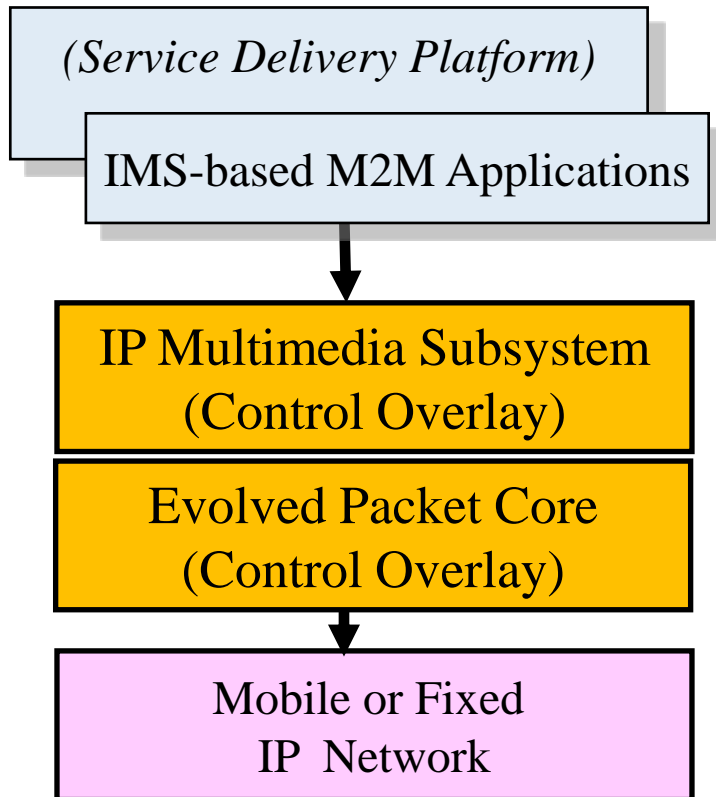 (Service Delivery Platform)
IMS-based M2M Applications
IP Multimedia Subsystem
(Control Overlay)
Evolved Packet Core
(Control Overlay)
Mobile or Fixed
IP Network